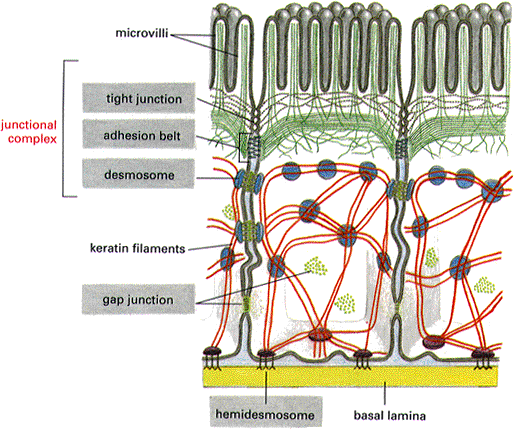 microvilli
tight junction
junctional
complex
adhesion belt
desmosome
keratin filaments
gap junction
hemidesmosome
basal lamina